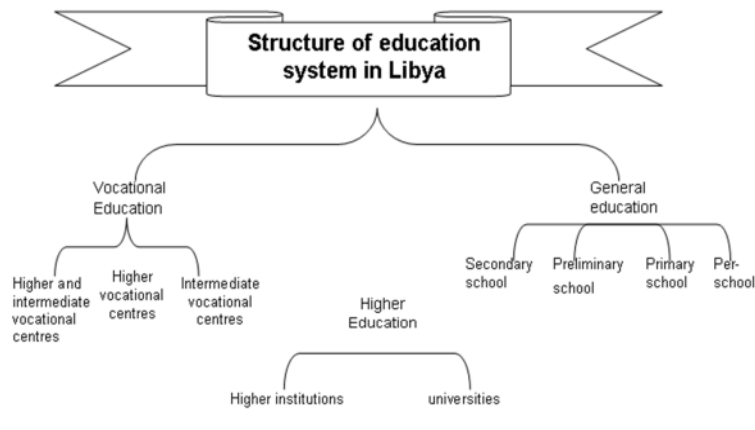 Structure of education
system in Libya
Vocational
Education
General
education
Higher and
intermediate
vocational
centres
Higher
vocational
centres
Intermediate
vocational
centres
Secondary
school
Preliminary
school
Primary
school
Per-
school
Higher
Education
Higher institutions
universities